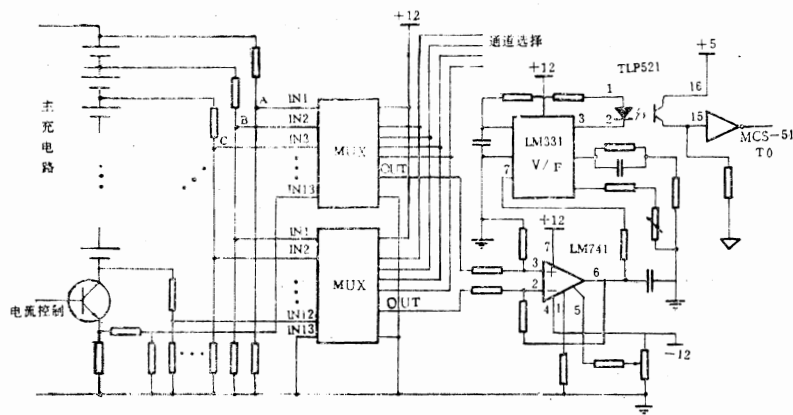 +12
通道选择
+12
TLP521
+5
主充电路
A
B
C
IN1
IN2
IN3
IN13
MUX
OUT
1
2
3
7
LM331
V/F
16
15
MCS-51
T0
IN1
IN2
IN12
IN13
MUX
OUT
+12
LM741
7
3
2
6
4
1
5
-12
电流控制